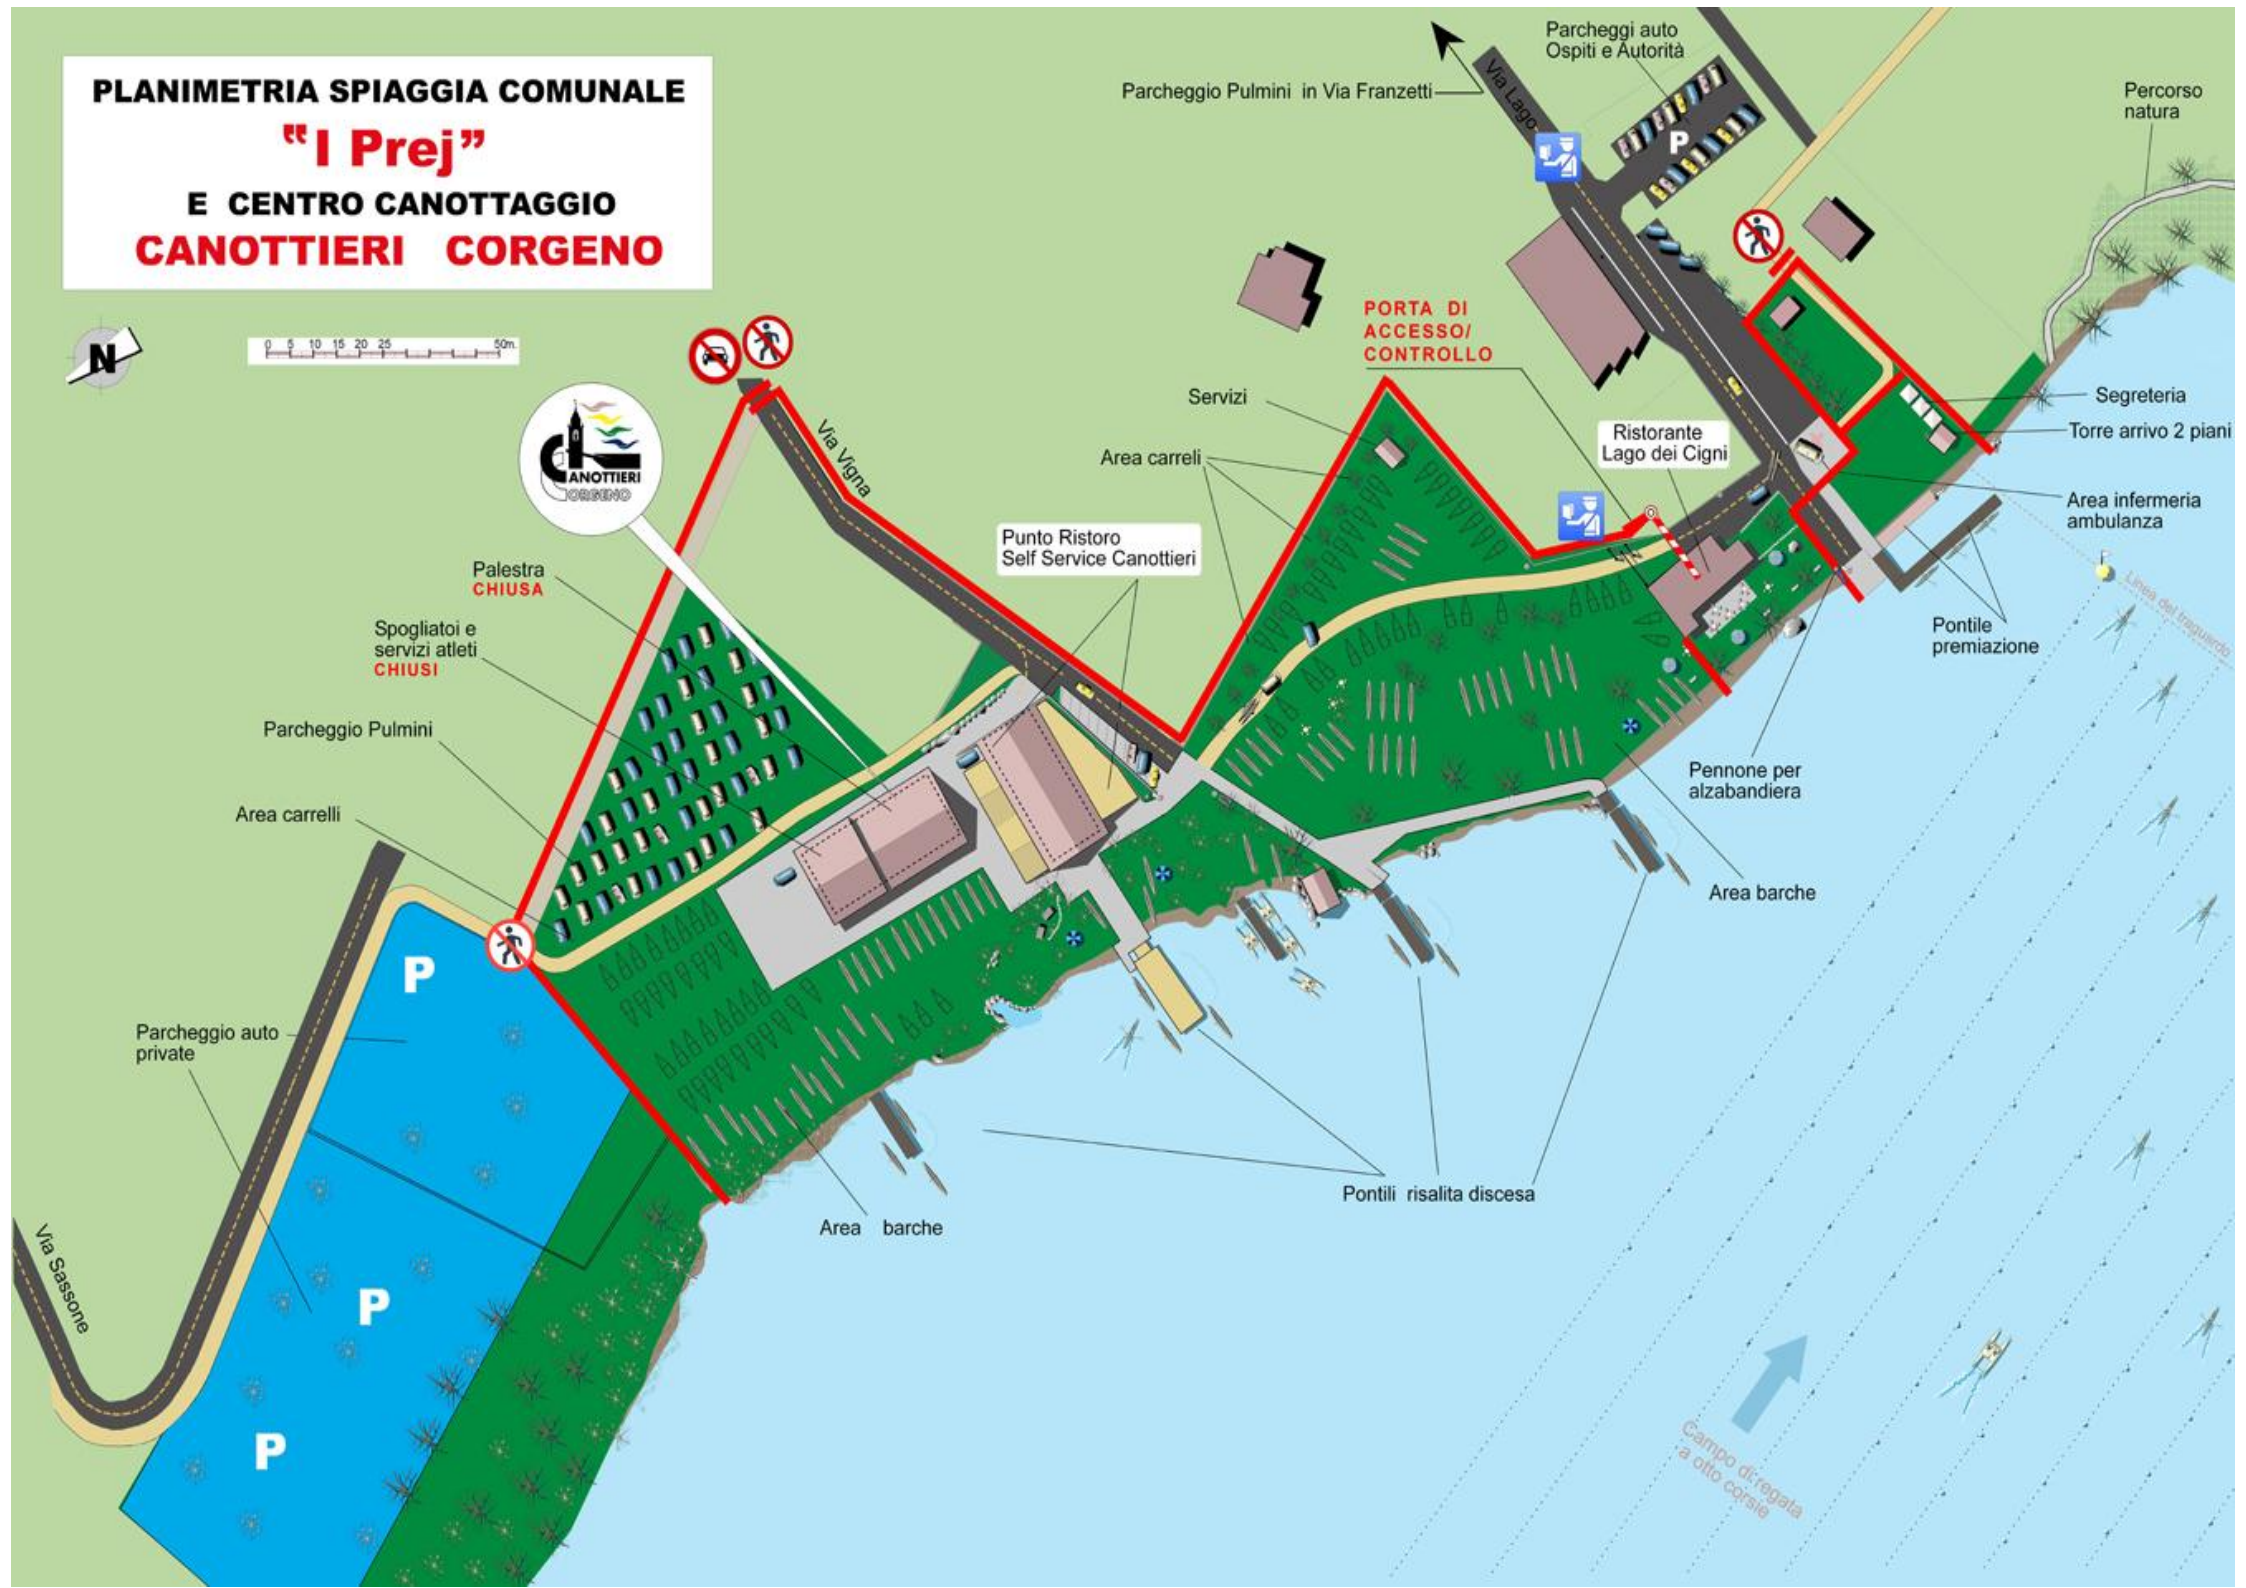 PLANIMETRIA SPIAGGIA COMUNALE
“I Prej”
E CENTRO CANOTTAGGIO
CANOTTIERI CORGENO
N
0 5 10 15 20 25 50m.
Parcheggi auto
Ospiti e Autorità
Parcheggio Pulmini in Via Franzetti
Via Lago
P
Percorso
natura
PORTA DI
ACCESSO/
CONTROLLO
Servizi
Area carreli
Ristorante
Lago dei Cigni
Segreteria
Torre arrivo 2 piani
Area infermeria
ambulanza
Linea del traguardo
Pontile
premiazione
Via Vigna
ANOTTIERI
ORGENO
Punto Ristoro
Self Service Canottieri
Palestra
CHIUSA
Spogliatoi e
servizi atleti
CHIUSI
Parcheggio Pulmini
Area carrelli
Pennone per
alzabandiera
Area barche
P
Parcheggio auto
private
Pontili risalita discesa
Area barche
Via Sassone
P
P
Campo di regata
a otto corsie